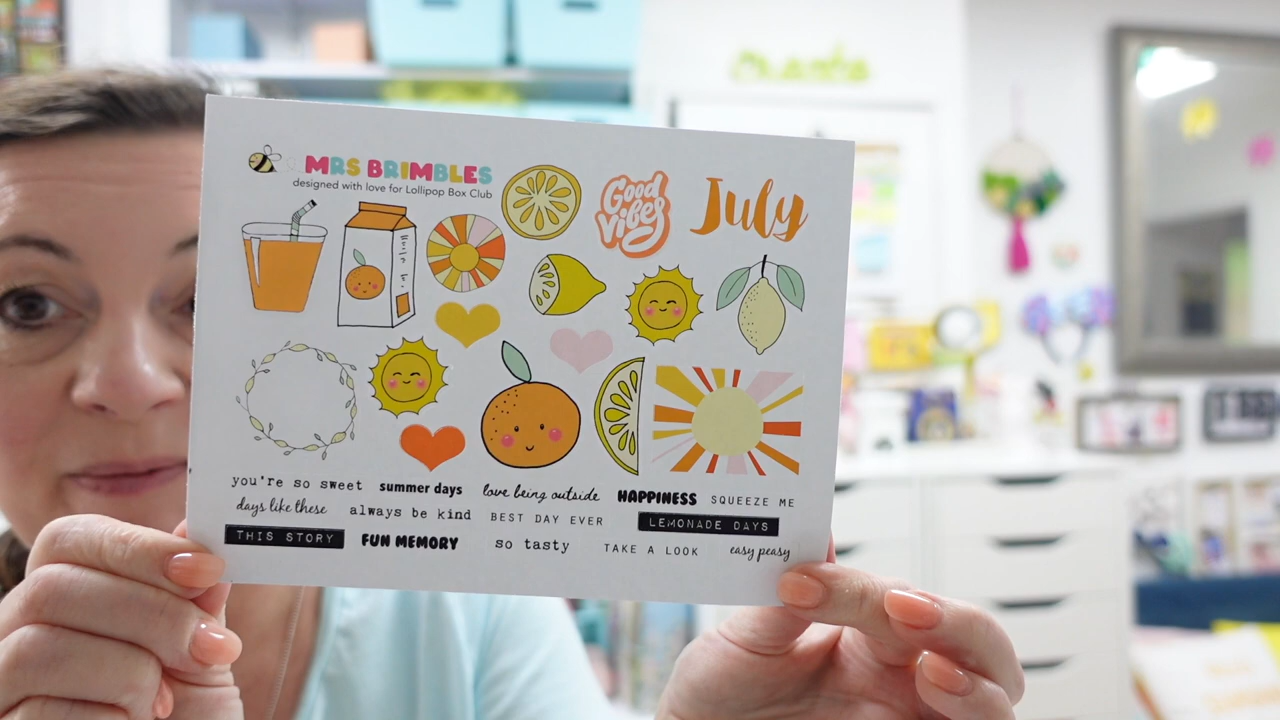 MRS BRIMBLES
designed with love for Lollipop Box Club
Good
Vibes
July
you're so sweet summer days love being outside HAPPINESS SQUEEZE ME
days like these always be kind BEST DAY EVER LEMONADE DAYS
THIS STORY FUN MEMORY so tasty TAKE A LOOK easy peasy
create